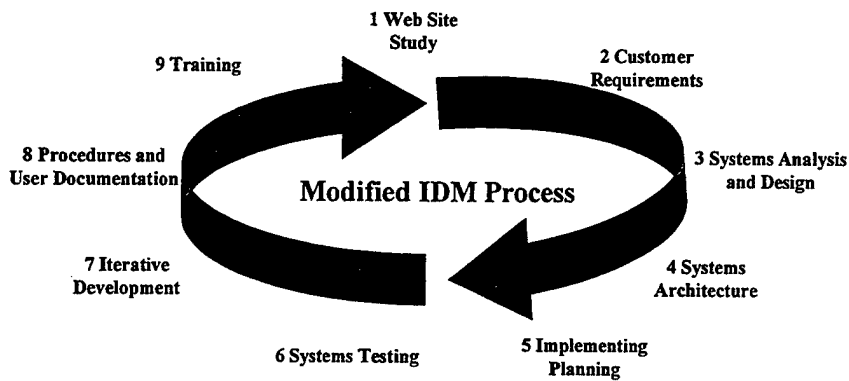 1 Web Site
Study
2 Customer
Requirements
3 Systems Analysis
and Design
4 Systems
Architecture
5 Implementing
Planning
6 Systems Testing
7 Iterative
Development
8 Procedures and
User Documentation
9 Training
Modified IDM Process